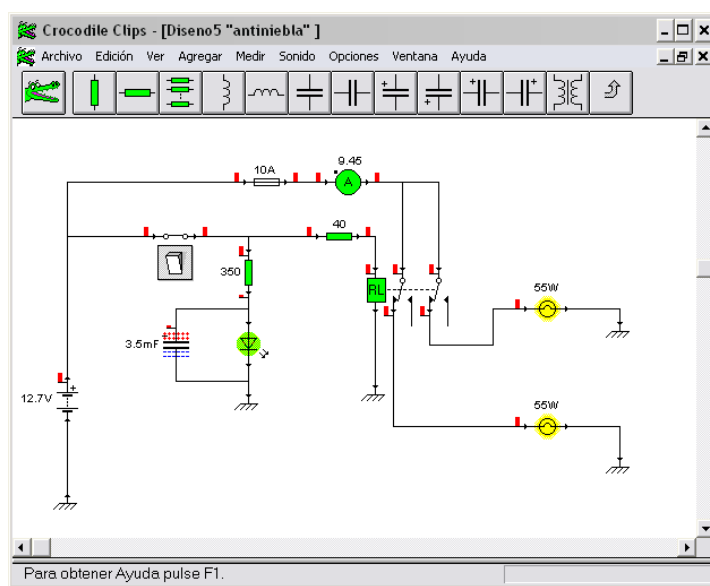 Crocodile Clips - [Diseno5 "antiniebla" ]
Archivo Edición Ver Agregar Medir Sonido Opciones Ventana Ayuda
10A
9.45
A
40
350
RL
55W
3.5mF
12.7V
55W
Para obtener Ayuda pulse F1.